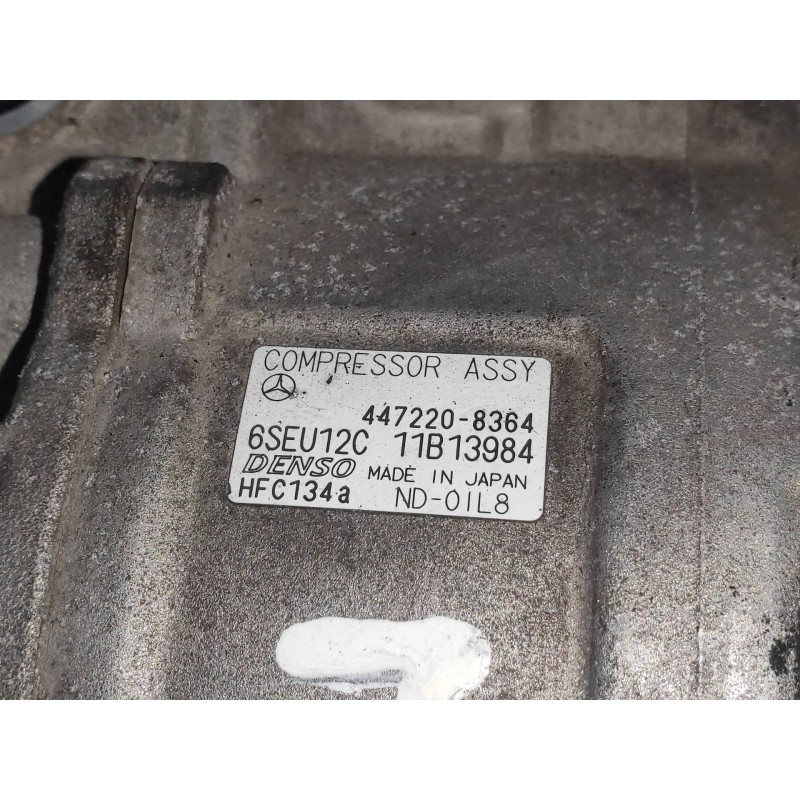 COMPRESSOR ASSY
447220-8364
6SEU12C 11B13984
DENSO MADE IN JAPAN
HFC134a ND-OIL8